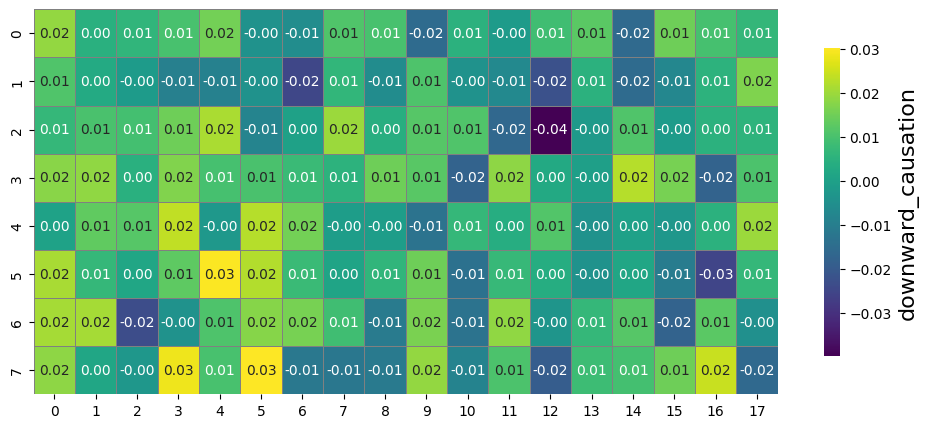 0 0.02 0.00 0.01 0.01 0.02 -0.00 -0.01 0.01 0.01 -0.02 0.01 -0.00 0.01 0.01 -0.02 0.01 0.01 0.01
1 0.01 0.00 -0.00 -0.01 -0.01 -0.00 -0.02 0.01 -0.01 0.01 -0.00 -0.01 -0.02 0.01 -0.02 -0.01 0.01 0.02
2 0.01 0.01 0.01 0.01 0.02 -0.01 0.00 0.02 0.00 0.01 0.01 -0.02 -0.04 -0.00 0.01 -0.00 0.00 0.01
3 0.02 0.02 0.00 0.02 0.01 0.01 0.01 0.01 0.01 0.01 -0.02 0.02 0.00 -0.00 0.02 0.02 -0.02 0.01
4 0.00 0.01 0.01 0.02 -0.00 0.02 0.02 -0.00 -0.00 -0.01 0.01 0.00 0.01 -0.00 -0.00 -0.00 0.00 0.02
5 0.02 0.01 0.00 0.01 0.03 0.02 0.01 0.00 0.01 0.01 -0.01 0.01 0.00 -0.00 0.00 -0.01 -0.03 0.01
6 0.02 0.02 -0.02 -0.00 0.01 0.02 0.02 0.01 -0.01 0.01 -0.01 0.02 -0.00 0.01 0.01 -0.02 0.01 -0.00
7 0.02 0.00 -0.00 0.03 0.01 0.03 -0.01 -0.01 -0.01 0.02 -0.01 0.01 -0.02 0.01 0.01 0.01 0.02 -0.02
0 1 2 3 4 5 6 7 8 9 10 11 12 13 14 15 16 17
0.03
0.02
0.01
0.00
−0.01
−0.02
−0.03
downward_causation